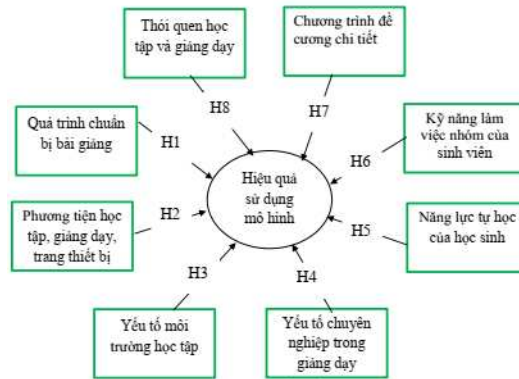 Thói quen học
tập và giảng dạy
Chương trình đề
cương chi tiết
H8
H7
Quá trình chuẩn
bị bài giảng
H1
Kỹ năng làm
việc nhóm của
sinh viên
H6
Hiệu quả
sử dụng
mô hình
Phương tiện học
tập, giảng dạy,
trang thiết bị
H2
Năng lực tự học
của học sinh
H5
H3
H4
Yếu tố môi
trường học tập
Yếu tố chuyên
nghiệp trong
giảng dạy